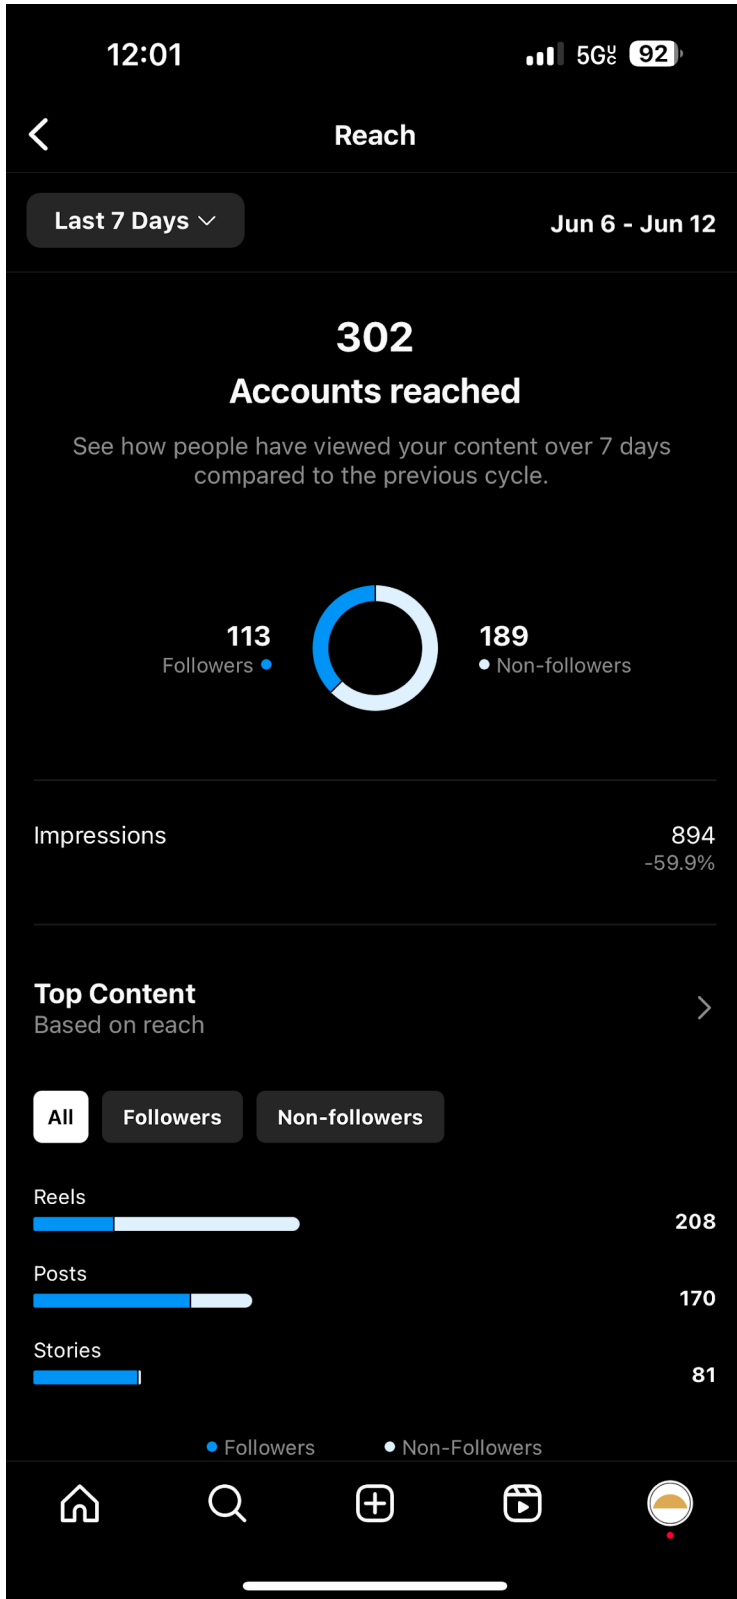 12:01
5G UC 92
Reach
Last 7 Days
Jun 6 - Jun 12
302
Accounts reached
See how people have viewed your content over 7 days
compared to the previous cycle.
113
Followers
189
Non-followers
Impressions
894
-59.9%
Top Content
Based on reach
All Followers Non-followers
Reels
208
Posts
170
Stories
81
Followers Non-Followers